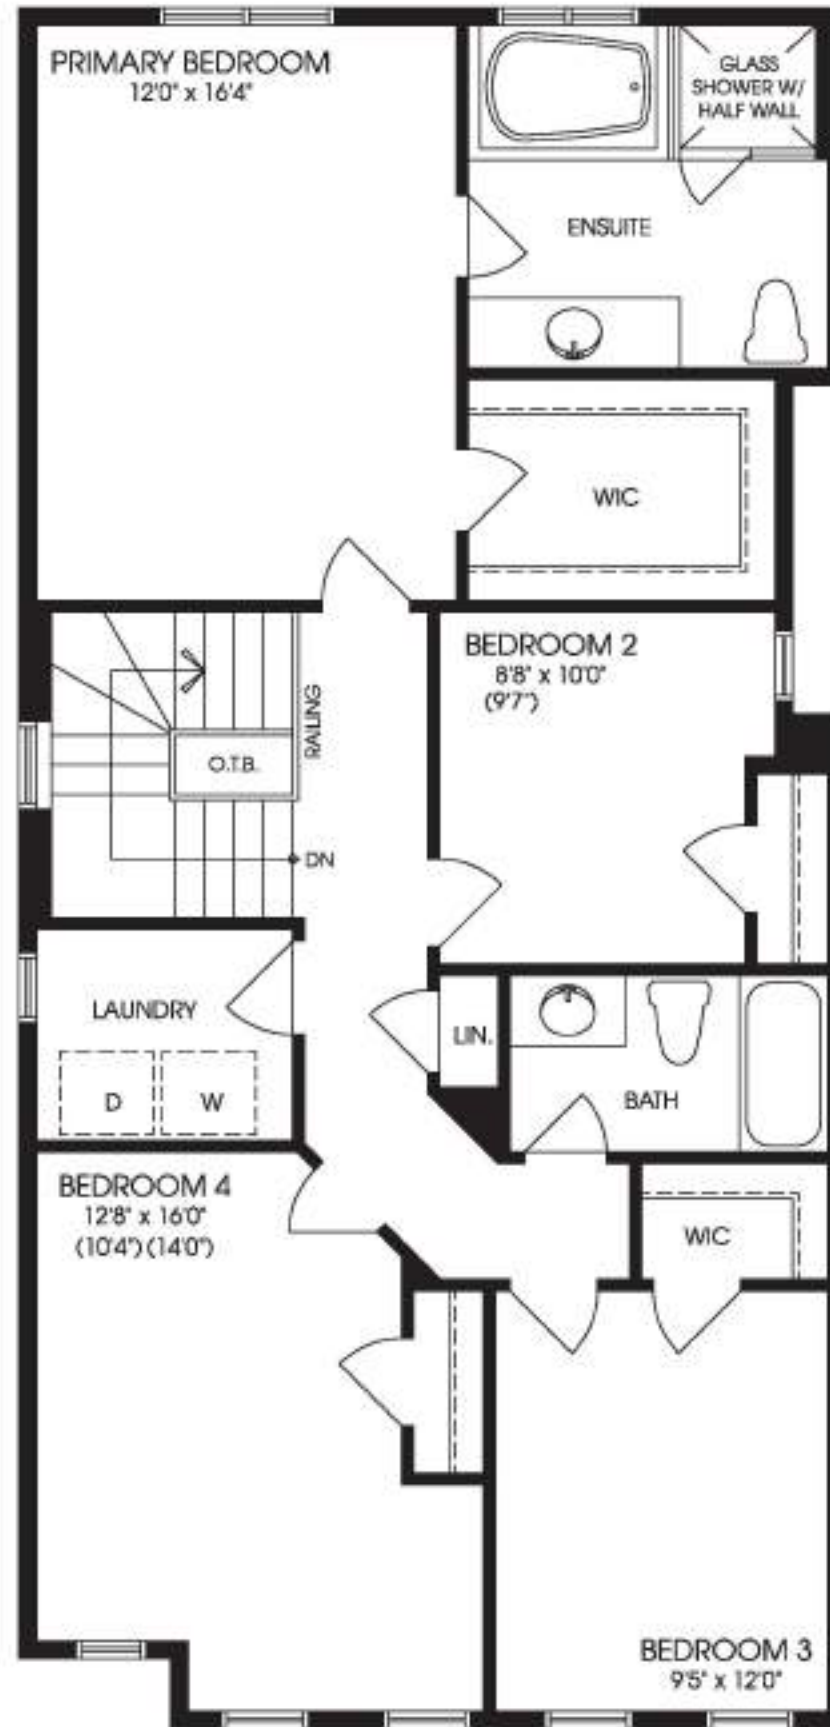 PRIMARY BEDROOM
12'0" x 16'4"
GLASS
SHOWER W/
HALF WALL
ENSUITE
WIC
BEDROOM 2
8'8" x 10'0"
(9'7")
RAILING
O.T.B.
DN
LAUNDRY
D
W
LIN.
BATH
BEDROOM 4
12'8" x 16'0"
(10'4") (14'0")
WIC
BEDROOM 3
9'5" x 12'0"